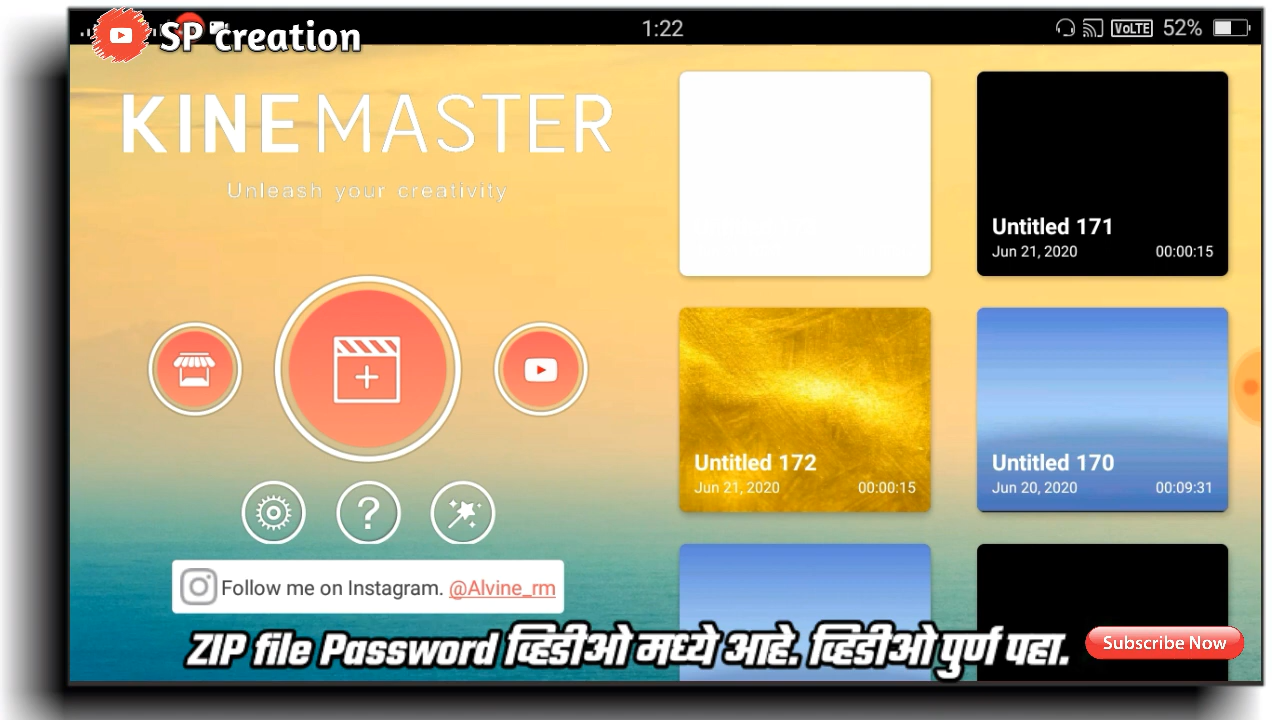 SP creation
1:22
VoLTE 52%
KINEMASTER
Unleash your creativity
Untitled 171
Jun 21, 2020 00:00:15
Untitled 172
Jun 21, 2020 00:00:15
Untitled 170
Jun 20, 2020 00:09:31
?
Follow me on Instagram. @Alvine_rm
ZIP file Password व्हिडीओ मध्ये आहे. व्हिडीओ पुर्ण पहा.
Subscribe Now